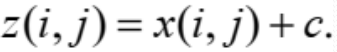 z(i, j) = x(i, j) + c.